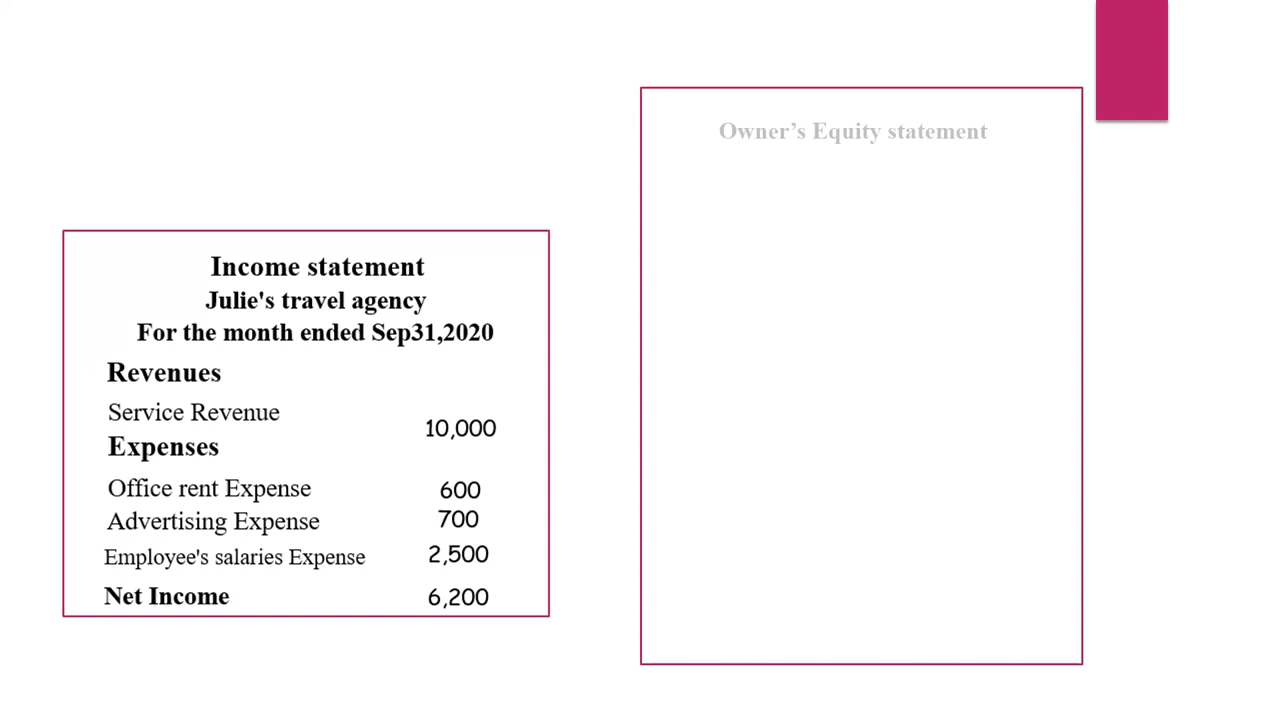 Income statement
Julie's travel agency
For the month ended Sep31,2020
Revenues
Service Revenue 10,000
Expenses
Office rent Expense 600
Advertising Expense 700
Employee's salaries Expense 2,500
Net Income 6,200
Owner’s Equity statement